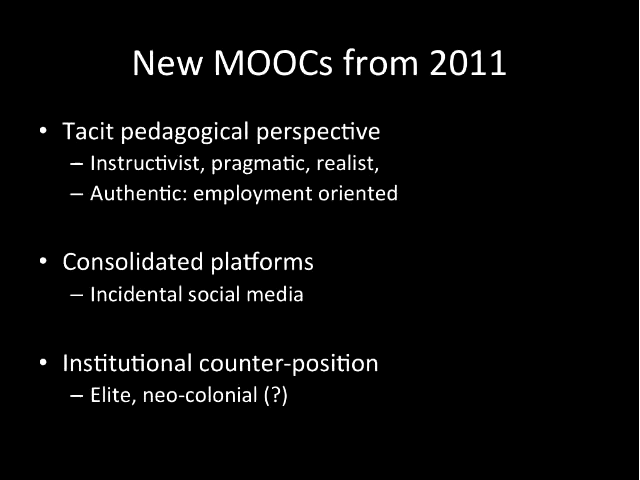 New MOOCs from 2011
• Tacit pedagogical perspective
– Instructivist, pragmatic, realist,
– Authentic: employment oriented
• Consolidated platforms
– Incidental social media
• Institutional counter-position
– Elite, neo-colonial (?)